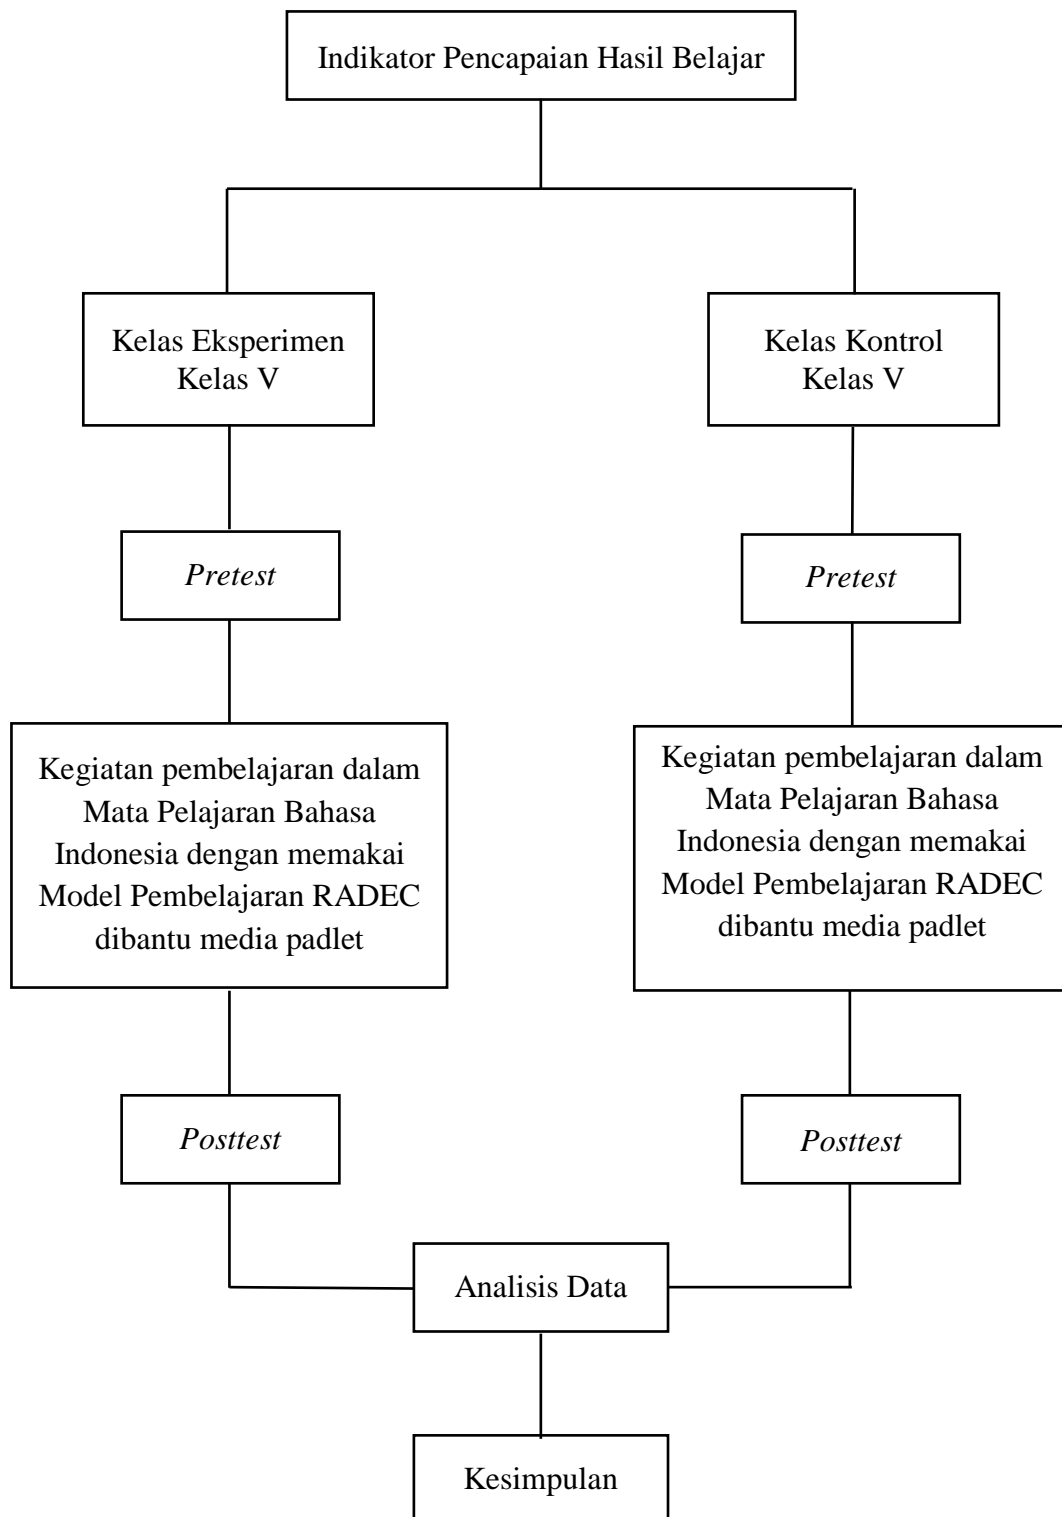 Indikator Pencapaian Hasil Belajar
Kelas Eksperimen
Kelas V
Kelas Kontrol
Kelas V
Pretest
Pretest
Kegiatan pembelajaran dalam
Mata Pelajaran Bahasa
Indonesia dengan memakai
Model Pembelajaran RADEC
dibantu media padlet
Kegiatan pembelajaran dalam
Mata Pelajaran Bahasa
Indonesia dengan memakai
Model Pembelajaran RADEC
dibantu media padlet
Posttest
Posttest
Analisis Data
Kesimpulan